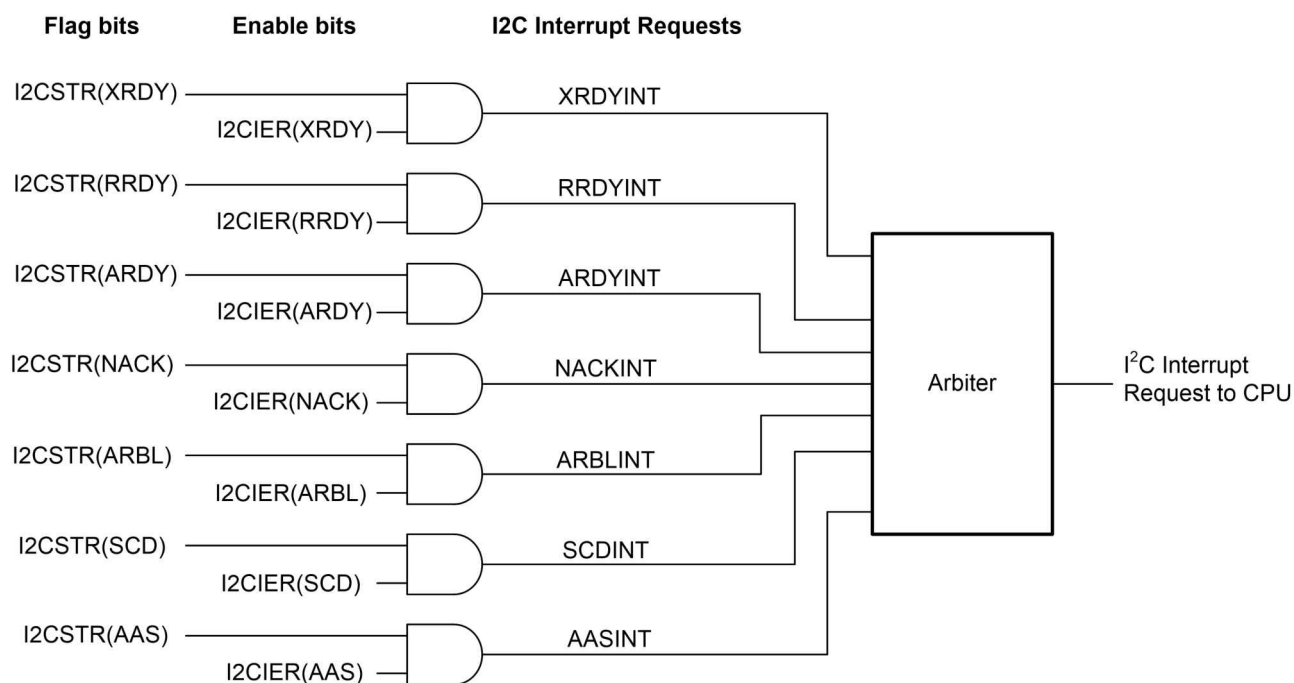 Flag bits
Enable bits
I2C Interrupt Requests
I2CSTR(XRDY)
I2CIER(XRDY)
XRDYINT
I2CSTR(RRDY)
I2CIER(RRDY)
RRDYINT
I2CSTR(ARDY)
I2CIER(ARDY)
ARDYINT
I2CSTR(NACK)
I2CIER(NACK)
NACKINT
I2CSTR(ARBL)
I2CIER(ARBL)
ARBLINT
I2CSTR(SCD)
I2CIER(SCD)
SCDINT
I2CSTR(AAS)
I2CIER(AAS)
AASINT
Arbiter
I²C Interrupt
Request to CPU